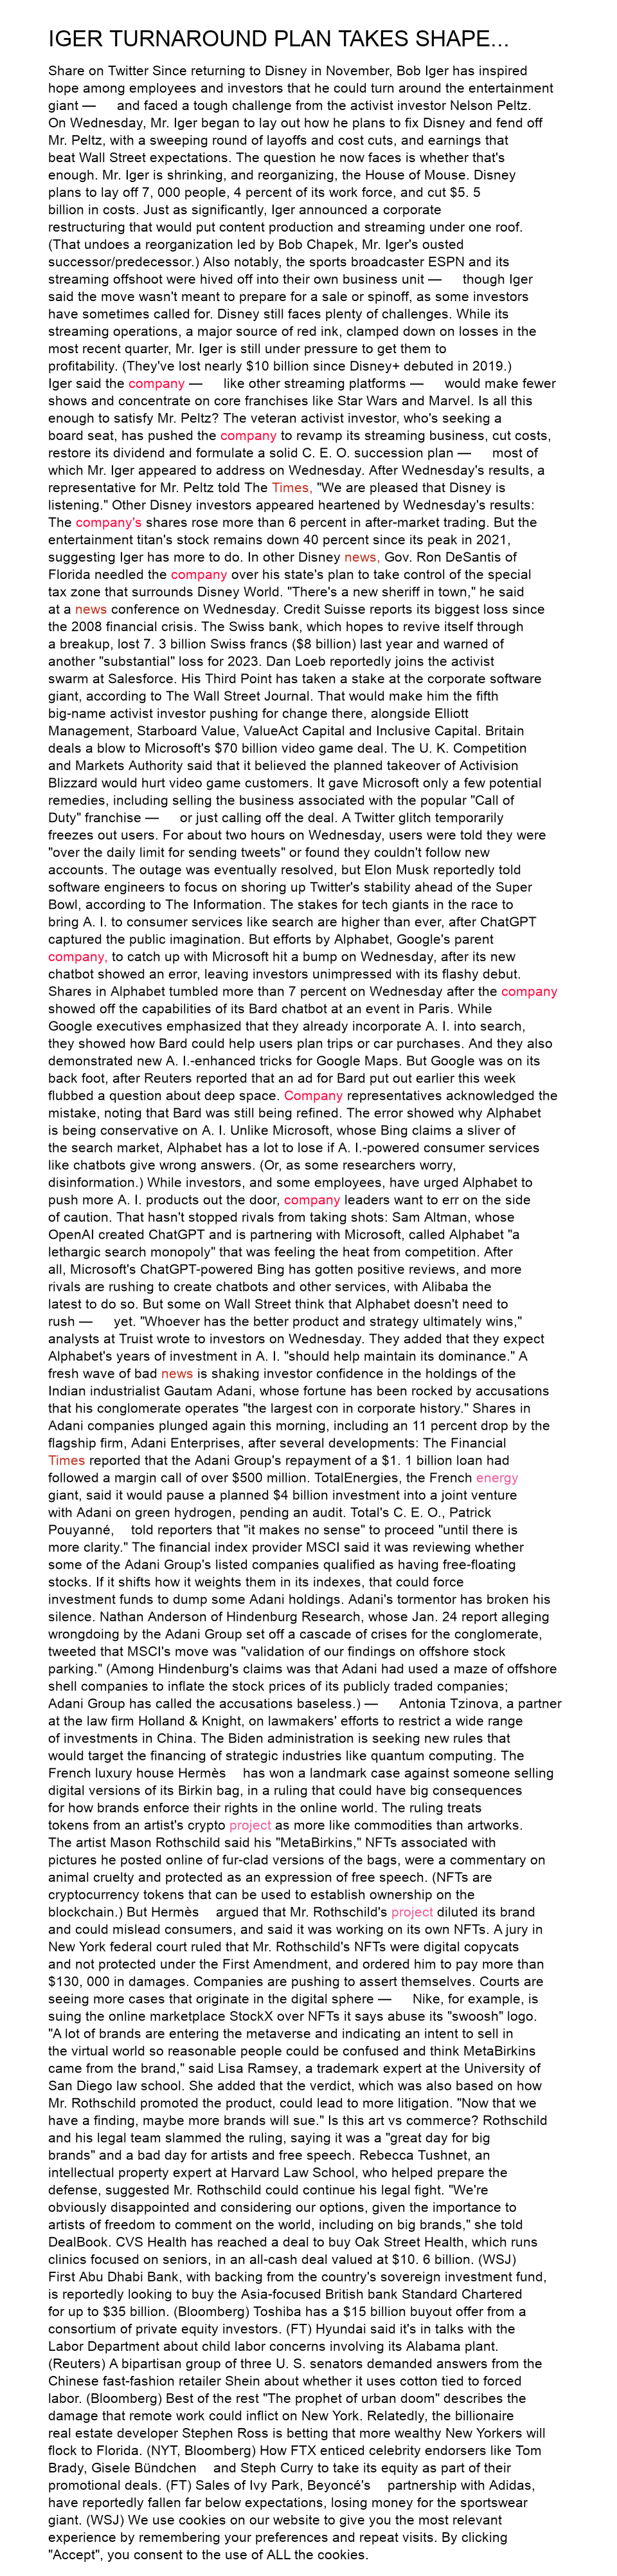 IGER TURNAROUND PLAN TAKES SHAPE...
Share on Twitter Since returning to Disney in November, Bob Iger has inspired
hope among employees and investors that he could turn around the entertainment
giant — and faced a tough challenge from the activist investor Nelson Peltz.
On Wednesday, Mr. Iger began to lay out how he plans to fix Disney and fend off
Mr. Peltz, with a sweeping round of layoffs and cost cuts, and earnings that
beat Wall Street expectations. The question he now faces is whether that's
enough. Mr. Iger is shrinking, and reorganizing, the House of Mouse. Disney
plans to lay off 7, 000 people, 4 percent of its work force, and cut $5. 5
billion in costs. Just as significantly, Iger announced a corporate
restructuring that would put content production and streaming under one roof.
(That undoes a reorganization led by Bob Chapek, Mr. Iger's ousted
successor/predecessor.) Also notably, the sports broadcaster ESPN and its
streaming offshoot were hived off into their own business unit — though Iger
said the move wasn't meant to prepare for a sale or spinoff, as some investors
have sometimes called for. Disney still faces plenty of challenges. While its
streaming operations, a major source of red ink, clamped down on losses in the
most recent quarter, Mr. Iger is still under pressure to get them to
profitability. (They've lost nearly $10 billion since Disney+ debuted in 2019.)
Iger said the company — like other streaming platforms — would make fewer
shows and concentrate on core franchises like Star Wars and Marvel. Is all this
enough to satisfy Mr. Peltz? The veteran activist investor, who's seeking a
board seat, has pushed the company to revamp its streaming business, cut costs,
restore its dividend and formulate a solid C. E. O. succession plan — most of
which Mr. Iger appeared to address on Wednesday. After Wednesday's results, a
representative for Mr. Peltz told The Times, "We are pleased that Disney is
listening." Other Disney investors appeared heartened by Wednesday's results:
The company's shares rose more than 6 percent in after-market trading. But the
entertainment titan's stock remains down 40 percent since its peak in 2021,
suggesting Iger has more to do. In other Disney news, Gov. Ron DeSantis of
Florida needled the company over his state's plan to take control of the special
tax zone that surrounds Disney World. "There's a new sheriff in town," he said
at a news conference on Wednesday. Credit Suisse reports its biggest loss since
the 2008 financial crisis. The Swiss bank, which hopes to revive itself through
a breakup, lost 7. 3 billion Swiss francs ($8 billion) last year and warned of
another "substantial" loss for 2023. Dan Loeb reportedly joins the activist
swarm at Salesforce. His Third Point has taken a stake at the corporate software
giant, according to The Wall Street Journal. That would make him the fifth
big-name activist investor pushing for change there, alongside Elliott
Management, Starboard Value, ValueAct Capital and Inclusive Capital. Britain
deals a blow to Microsoft's $70 billion video game deal. The U. K. Competition
and Markets Authority said that it believed the planned takeover of Activision
Blizzard would hurt video game customers. It gave Microsoft only a few potential
remedies, including selling the business associated with the popular "Call of
Duty" franchise — or just calling off the deal. A Twitter glitch temporarily
freezes out users. For about two hours on Wednesday, users were told they were
"over the daily limit for sending tweets" or found they couldn't follow new
accounts. The outage was eventually resolved, but Elon Musk reportedly told
software engineers to focus on shoring up Twitter's stability ahead of the Super
Bowl, according to The Information. The stakes for tech giants in the race to
bring A. I. to consumer services like search are higher than ever, after ChatGPT
captured the public imagination. But efforts by Alphabet, Google's parent
company, to catch up with Microsoft hit a bump on Wednesday, after its new
chatbot showed an error, leaving investors unimpressed with its flashy debut.
Shares in Alphabet tumbled more than 7 percent on Wednesday after the company
showed off the capabilities of its Bard chatbot at an event in Paris. While
Google executives emphasized that they already incorporate A. I. into search,
they showed how Bard could help users plan trips or car purchases. And they also
demonstrated new A. I.-enhanced tricks for Google Maps. But Google was on its
back foot, after Reuters reported that an ad for Bard put out earlier this week
flubbed a question about deep space. Company representatives acknowledged the
mistake, noting that Bard was still being refined. The error showed why Alphabet
is being conservative on A. I. Unlike Microsoft, whose Bing claims a sliver of
the search market, Alphabet has a lot to lose if A. I.-powered consumer services
like chatbots give wrong answers. (Or, as some researchers worry,
disinformation.) While investors, and some employees, have urged Alphabet to
push more A. I. products out the door, company leaders want to err on the side
of caution. That hasn't stopped rivals from taking shots: Sam Altman, whose
OpenAI created ChatGPT and is partnering with Microsoft, called Alphabet "a
lethargic search monopoly" that was feeling the heat from competition. After
all, Microsoft's ChatGPT-powered Bing has gotten positive reviews, and more
rivals are rushing to create chatbots and other services, with Alibaba the
latest to do so. But some on Wall Street think that Alphabet doesn't need to
rush — yet. "Whoever has the better product and strategy ultimately wins,"
analysts at Truist wrote to investors on Wednesday. They added that they expect
Alphabet's years of investment in A. I. "should help maintain its dominance." A
fresh wave of bad news is shaking investor confidence in the holdings of the
Indian industrialist Gautam Adani, whose fortune has been rocked by accusations
that his conglomerate operates "the largest con in corporate history." Shares in
Adani companies plunged again this morning, including an 11 percent drop by the
flagship firm, Adani Enterprises, after several developments: The Financial
Times reported that the Adani Group's repayment of a $1. 1 billion loan had
followed a margin call of over $500 million. TotalEnergies, the French energy
giant, said it would pause a planned $4 billion investment into a joint venture
with Adani on green hydrogen, pending an audit. Total's C. E. O., Patrick
Pouyanné, told reporters that "it makes no sense" to proceed "until there is
more clarity." The financial index provider MSCI said it was reviewing whether
some of the Adani Group's listed companies qualified as having free-floating
stocks. If it shifts how it weights them in its indexes, that could force
investment funds to dump some Adani holdings. Adani's tormentor has broken his
silence. Nathan Anderson of Hindenburg Research, whose Jan. 24 report alleging
wrongdoing by the Adani Group set off a cascade of crises for the conglomerate,
tweeted that MSCI's move was "validation of our findings on offshore stock
parking." (Among Hindenburg's claims was that Adani had used a maze of offshore
shell companies to inflate the stock prices of its publicly traded companies;
Adani Group has called the accusations baseless.) — Antonia Tzinova, a partner
at the law firm Holland & Knight, on lawmakers' efforts to restrict a wide range
of investments in China. The Biden administration is seeking new rules that
would target the financing of strategic industries like quantum computing. The
French luxury house Hermès has won a landmark case against someone selling
digital versions of its Birkin bag, in a ruling that could have big consequences
for how brands enforce their rights in the online world. The ruling treats
tokens from an artist's crypto project as more like commodities than artworks.
The artist Mason Rothschild said his "MetaBirkins," NFTs associated with
pictures he posted online of fur-clad versions of the bags, were a commentary on
animal cruelty and protected as an expression of free speech. (NFTs are
cryptocurrency tokens that can be used to establish ownership on the
blockchain.) But Hermès argued that Mr. Rothschild's project diluted its brand
and could mislead consumers, and said it was working on its own NFTs. A jury in
New York federal court ruled that Mr. Rothschild's NFTs were digital copycats
and not protected under the First Amendment, and ordered him to pay more than
$130, 000 in damages. Companies are pushing to assert themselves. Courts are
seeing more cases that originate in the digital sphere — Nike, for example, is
suing the online marketplace StockX over NFTs it says abuse its "swoosh" logo.
"A lot of brands are entering the metaverse and indicating an intent to sell in
the virtual world so reasonable people could be confused and think MetaBirkins
came from the brand," said Lisa Ramsey, a trademark expert at the University of
San Diego law school. She added that the verdict, which was also based on how
Mr. Rothschild promoted the product, could lead to more litigation. "Now that we
have a finding, maybe more brands will sue." Is this art vs commerce? Rothschild
and his legal team slammed the ruling, saying it was a "great day for big
brands" and a bad day for artists and free speech. Rebecca Tushnet, an
intellectual property expert at Harvard Law School, who helped prepare the
defense, suggested Mr. Rothschild could continue his legal fight. "We're
obviously disappointed and considering our options, given the importance to
artists of freedom to comment on the world, including on big brands," she told
DealBook. CVS Health has reached a deal to buy Oak Street Health, which runs
clinics focused on seniors, in an all-cash deal valued at $10. 6 billion. (WSJ)
First Abu Dhabi Bank, with backing from the country's sovereign investment fund,
is reportedly looking to buy the Asia-focused British bank Standard Chartered
for up to $35 billion. (Bloomberg) Toshiba has a $15 billion buyout offer from a
consortium of private equity investors. (FT) Hyundai said it's in talks with the
Labor Department about child labor concerns involving its Alabama plant.
(Reuters) A bipartisan group of three U. S. senators demanded answers from the
Chinese fast-fashion retailer Shein about whether it uses cotton tied to forced
labor. (Bloomberg) Best of the rest "The prophet of urban doom" describes the
damage that remote work could inflict on New York. Relatedly, the billionaire
real estate developer Stephen Ross is betting that more wealthy New Yorkers will
flock to Florida. (NYT, Bloomberg) How FTX enticed celebrity endorsers like Tom
Brady, Gisele Bündchen and Steph Curry to take its equity as part of their
promotional deals. (FT) Sales of Ivy Park, Beyoncé's partnership with Adidas,
have reportedly fallen far below expectations, losing money for the sportswear
giant. (WSJ) We use cookies on our website to give you the most relevant
experience by remembering your preferences and repeat visits. By clicking
"Accept", you consent to the use of ALL the cookies.